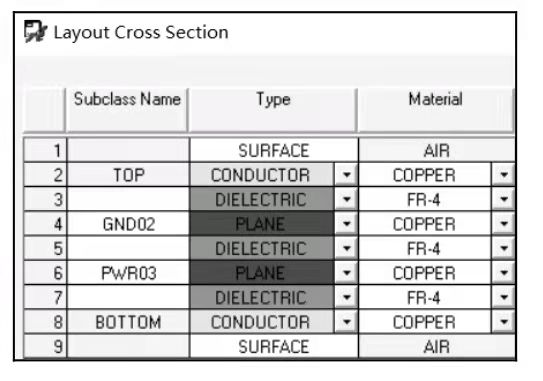 Layout Cross Section
Subclass Name Type Material
1 SURFACE AIR
2 TOP CONDUCTOR COPPER
3 DIELECTRIC FR-4
4 GND02 PLANE COPPER
5 DIELECTRIC FR-4
6 PWR03 PLANE COPPER
7 DIELECTRIC FR-4
8 BOTTOM CONDUCTOR COPPER
9 SURFACE AIR